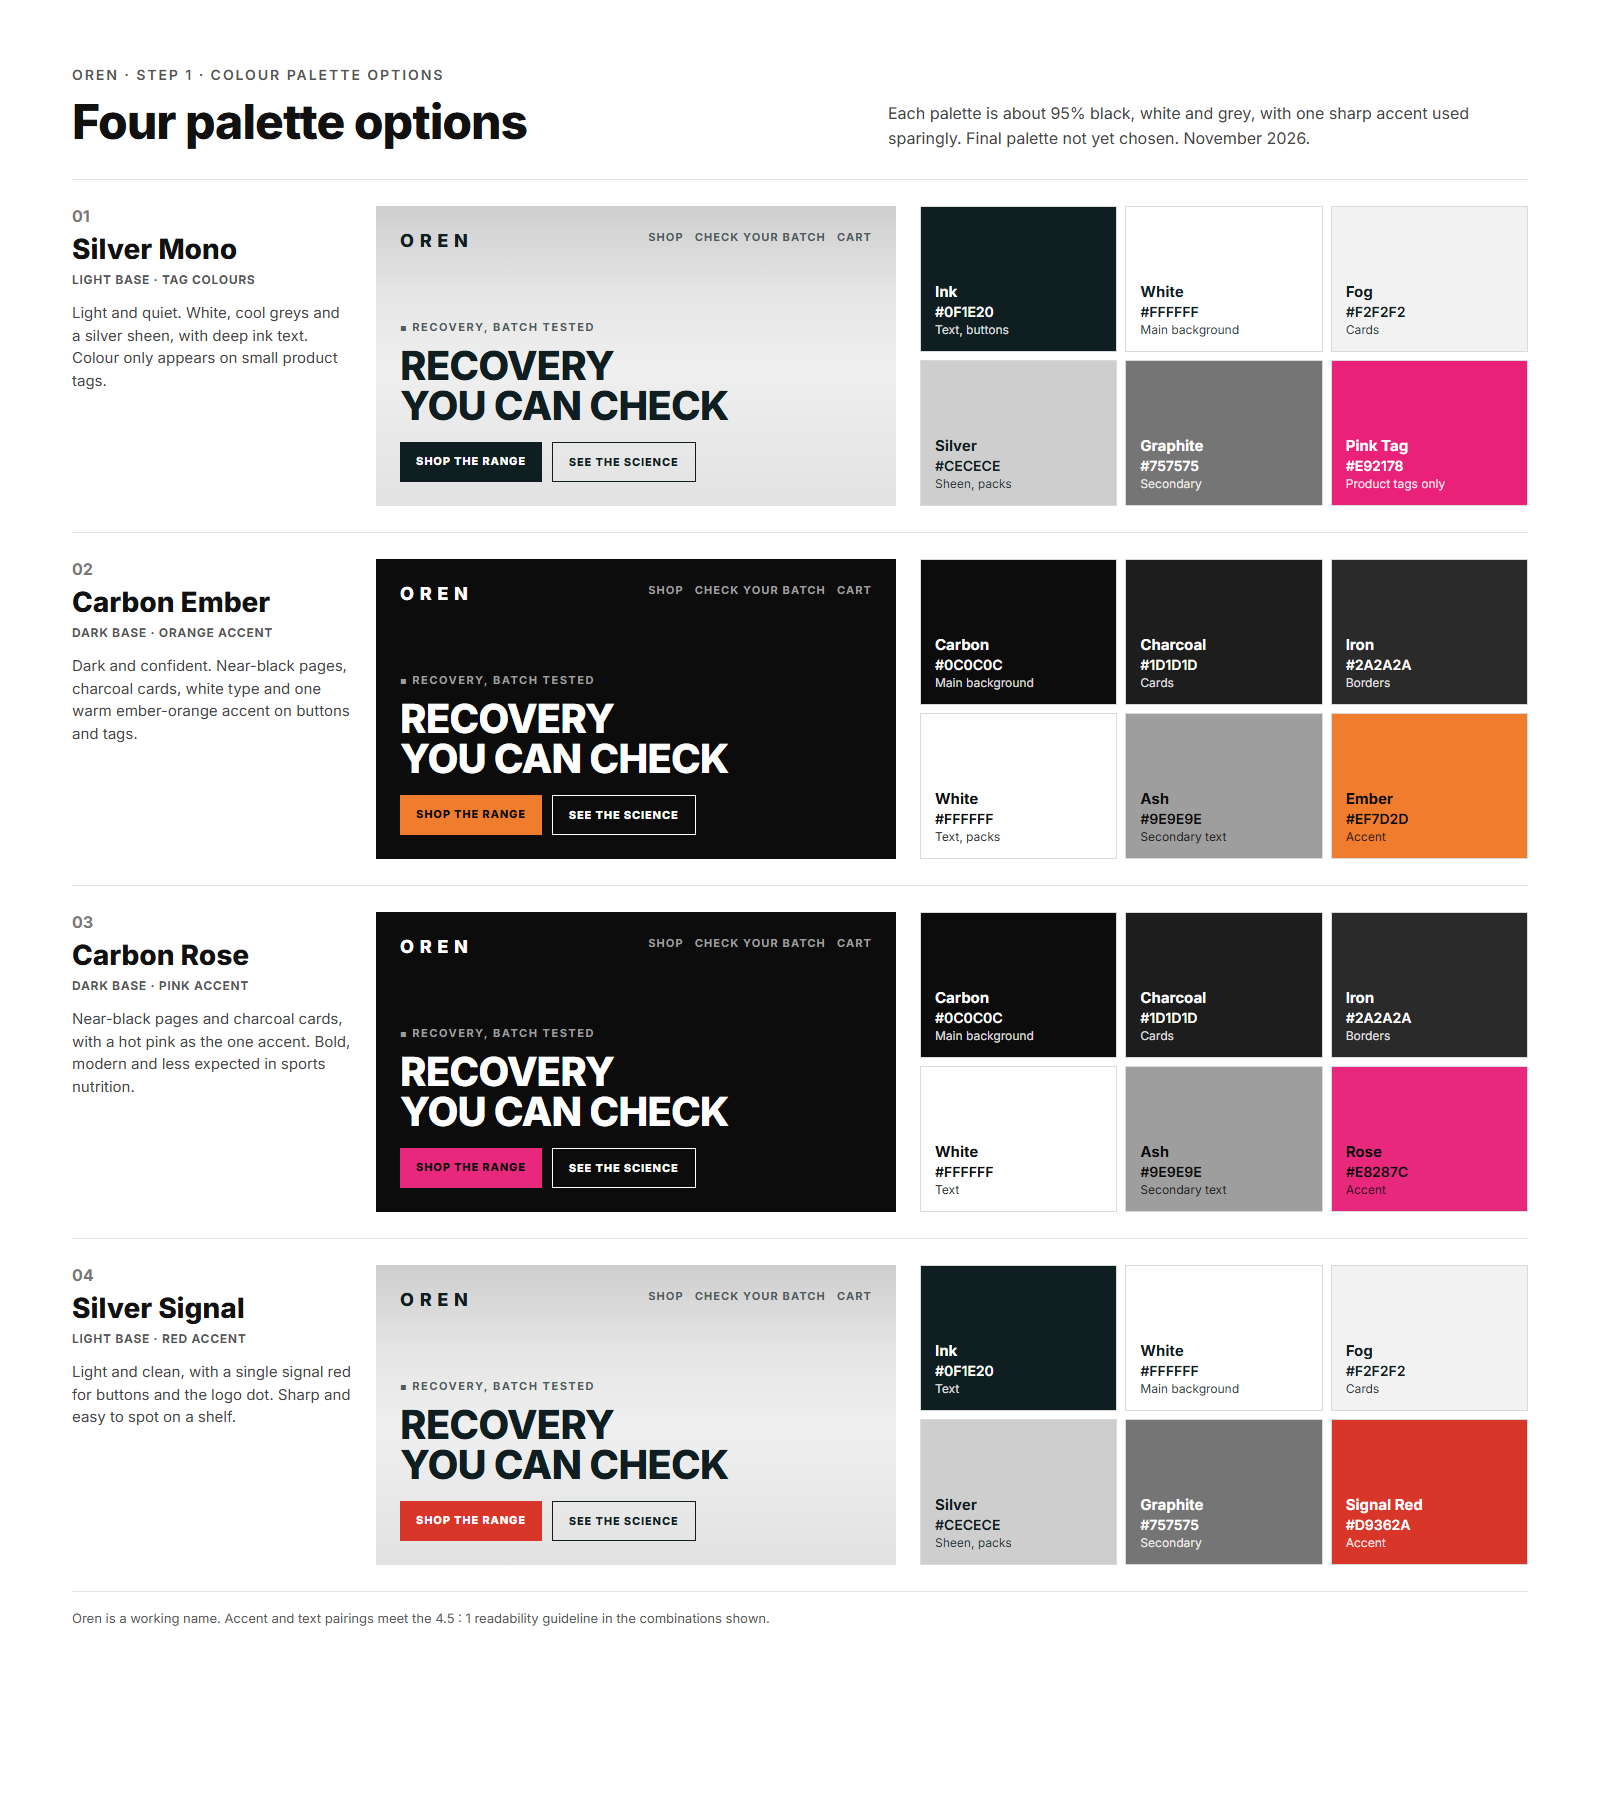 OREN · STEP 1 · COLOUR PALETTE OPTIONS
Four palette options
Each palette is about 95% black, white and grey, with one sharp accent used
sparingly. Final palette not yet chosen. November 2026.
01
Silver Mono
LIGHT BASE · TAG COLOURS
Light and quiet. White, cool greys and
a silver sheen, with deep ink text.
Colour only appears on small product
tags.
OREN
SHOP CHECK YOUR BATCH CART
RECOVERY, BATCH TESTED
RECOVERY
YOU CAN CHECK
SHOP THE RANGE
SEE THE SCIENCE
Ink
#0F1E20
Text, buttons
White
#FFFFFF
Main background
Fog
#F2F2F2
Cards
Silver
#CECECE
Sheen, packs
Graphite
#757575
Secondary
Pink Tag
#E92178
Product tags only
02
Carbon Ember
DARK BASE · ORANGE ACCENT
Dark and confident. Near-black pages,
charcoal cards, white type and one
warm ember-orange accent on buttons
and tags.
OREN
SHOP CHECK YOUR BATCH CART
RECOVERY, BATCH TESTED
RECOVERY
YOU CAN CHECK
SHOP THE RANGE
SEE THE SCIENCE
Carbon
#0C0C0C
Main background
Charcoal
#1D1D1D
Cards
Iron
#2A2A2A
Borders
White
#FFFFFF
Text, packs
Ash
#9E9E9E
Secondary text
Ember
#EF7D2D
Accent
03
Carbon Rose
DARK BASE · PINK ACCENT
Near-black pages and charcoal cards,
with a hot pink as the one accent. Bold,
modern and less expected in sports
nutrition.
OREN
SHOP CHECK YOUR BATCH CART
RECOVERY, BATCH TESTED
RECOVERY
YOU CAN CHECK
SHOP THE RANGE
SEE THE SCIENCE
Carbon
#0C0C0C
Main background
Charcoal
#1D1D1D
Cards
Iron
#2A2A2A
Borders
White
#FFFFFF
Text
Ash
#9E9E9E
Secondary text
Rose
#E8287C
Accent
04
Silver Signal
LIGHT BASE · RED ACCENT
Light and clean, with a single signal red
for buttons and the logo dot. Sharp and
easy to spot on a shelf.
OREN
SHOP CHECK YOUR BATCH CART
RECOVERY, BATCH TESTED
RECOVERY
YOU CAN CHECK
SHOP THE RANGE
SEE THE SCIENCE
Ink
#0F1E20
Text
White
#FFFFFF
Main background
Fog
#F2F2F2
Cards
Silver
#CECECE
Sheen, packs
Graphite
#757575
Secondary
Signal Red
#D9362A
Accent
Oren is a working name. Accent and text pairings meet the 4.5 : 1 readability guideline in the combinations shown.